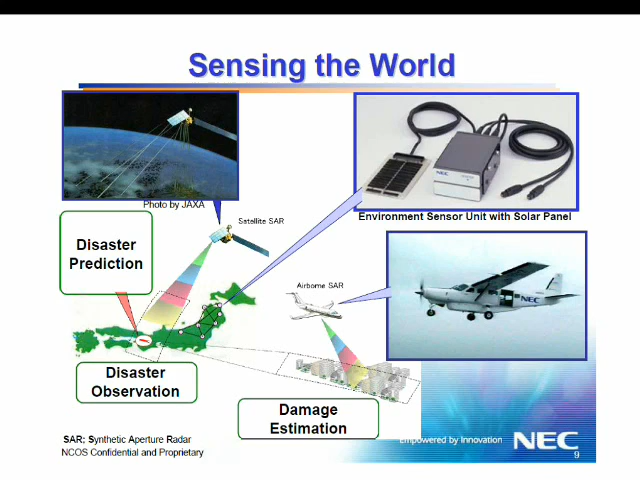 Sensing the World
Photo by JAXA
Satellite SAR
NEC
Environment Sensor Unit with Solar Panel
Disaster
Prediction
Airborne SAR
NEC
Disaster
Observation
Damage
Estimation
SAR: Synthetic Aperture Radar
NCOS Confidential and Proprietary
Empowered by Innovation
NEC
9